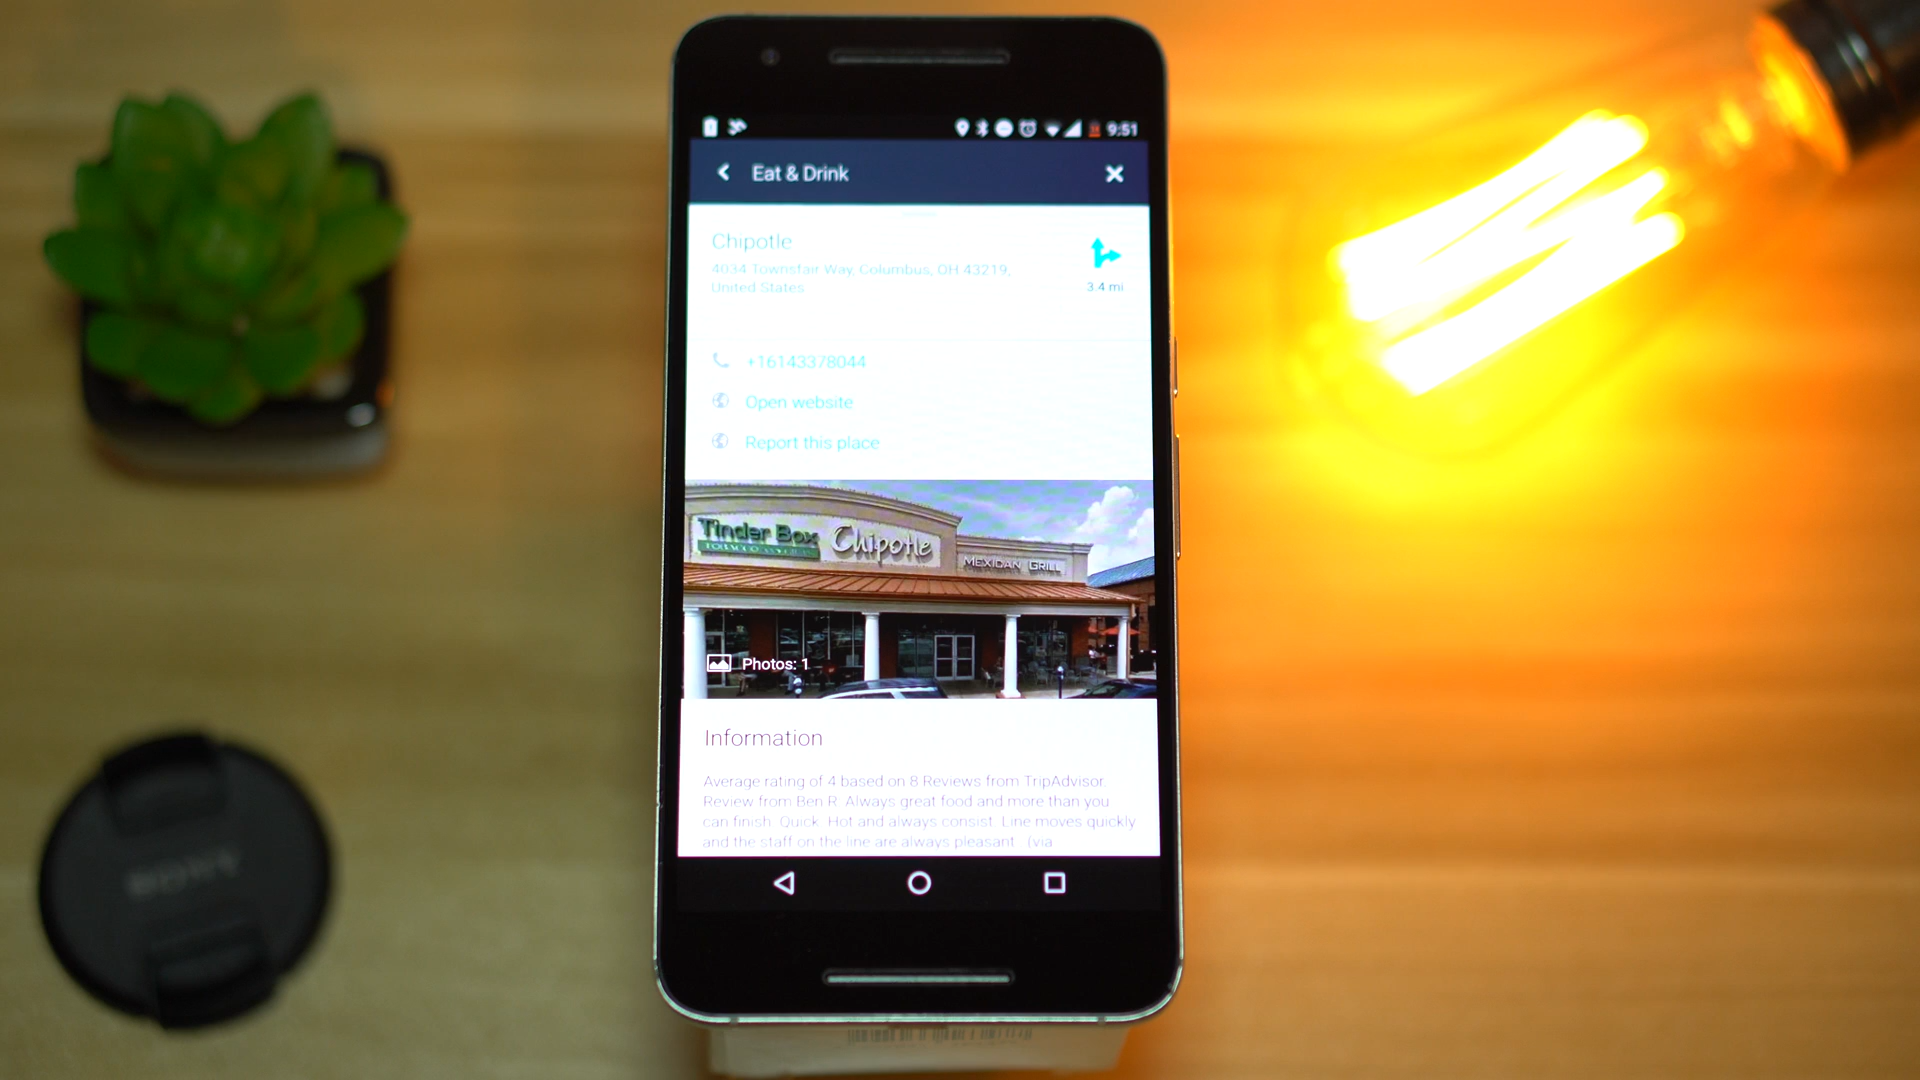 9:51
Eat & Drink
Chipotle
4034 Townsfair Way, Columbus, OH 43219,
United States
3.4 mi
+16143378044
Open website
Report this place
Tinder Box
Chipotle
MEXICAN GRILL
Photos: 1
Information
Average rating of 4 based on 8 Reviews from TripAdvisor.
Review from Ben R: Always great food and more than you
can finish. Quick. Hot and always consist. Line moves quickly
and the staff on the line are always pleasant. (via
SONY